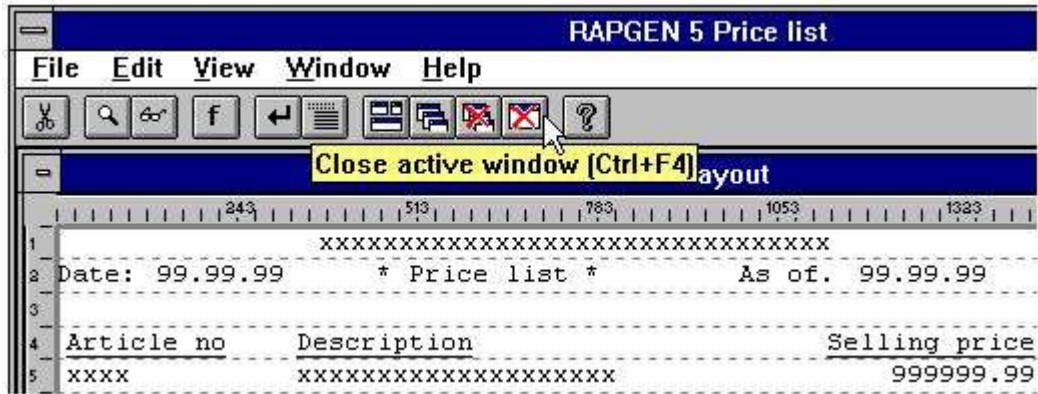 RAPGEN 5 Price list
File Edit View Window Help
f ?
Close active window (Ctrl+F4)ayout
243 513 783 1053 1323
1 xxxxxxxxxxxxxxxxxxxxxxxxxxxxxxxx
2 Date: 99.99.99 * Price list * As of. 99.99.99
3
4 Article no Description Selling price
5 xxxx xxxxxxxxxxxxxxxxxxxx 999999.99